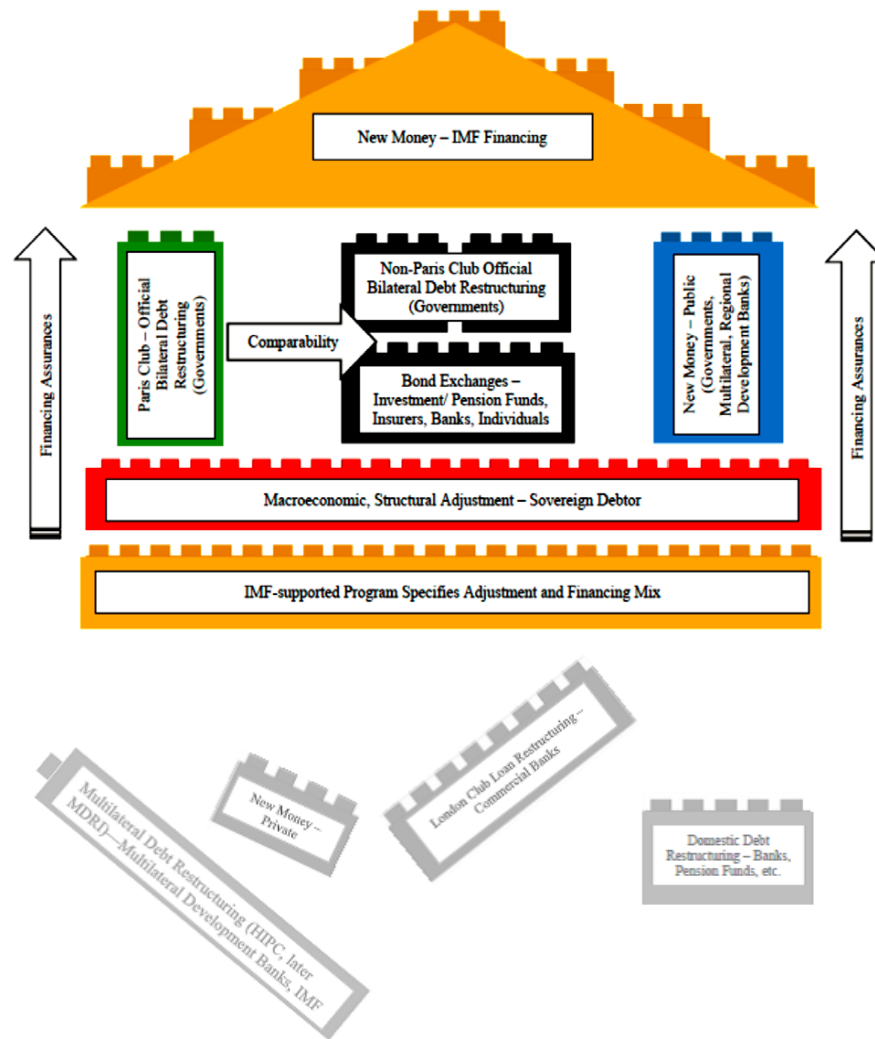 New Money – IMF Financing
Financing Assurances
Paris Club – Official
Bilateral Debt
Restructuring
(Governments)
Comparability
Non-Paris Club Official
Bilateral Debt Restructuring
(Governments)
Bond Exchanges –
Investment/ Pension Funds,
Insurers, Banks, Individuals
New Money – Public
(Governments,
Multilateral, Regional
Development Banks)
Financing Assurances
Macroeconomic, Structural Adjustment – Sovereign Debtor
IMF-supported Program Specifies Adjustment and Financing Mix
Multilateral Debt Restructuring (HIPC, later
MDRI)—Multilateral Development Banks, IMF
New Money –
Private
London Club Loan Restructuring –
Commercial Banks
Domestic Debt
Restructuring – Banks,
Pension Funds, etc.